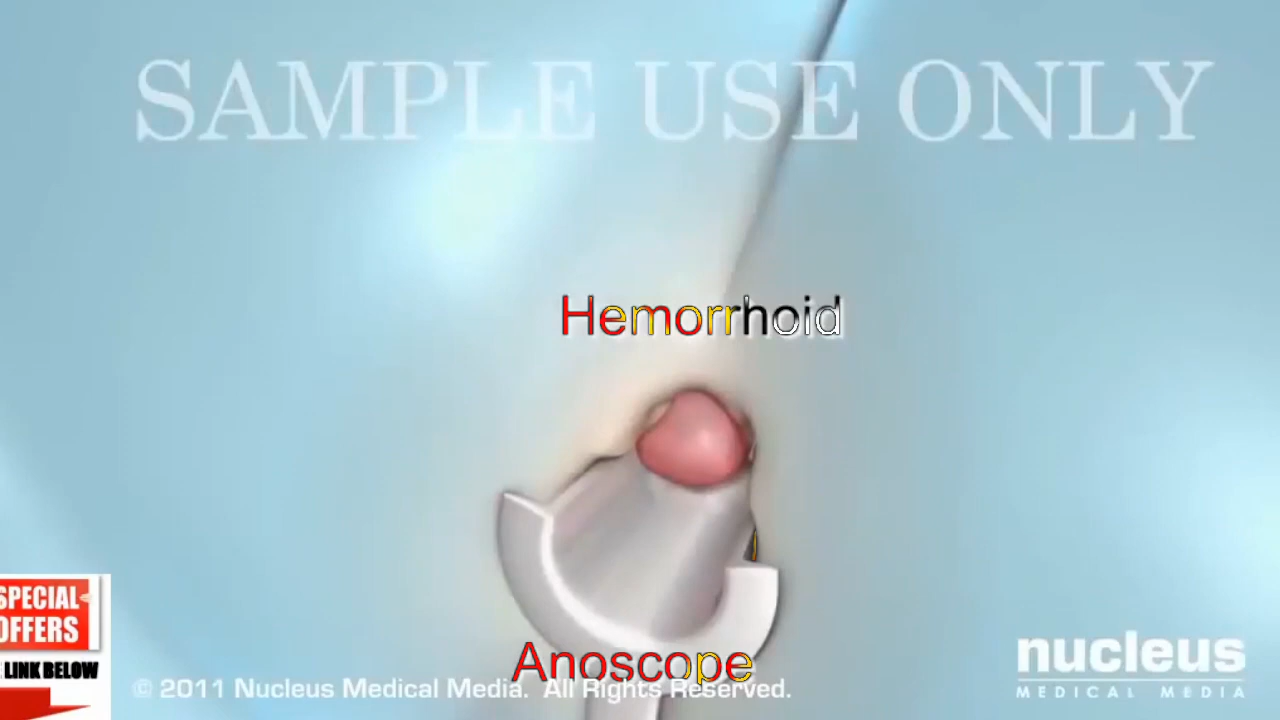 SAMPLE USE ONLY
Hemorrhoid
SPECIAL
OFFERS
LINK BELOW
Anoscope
© 2011 Nucleus Medical Media. All Rights Reserved.
nucleus
MEDICAL MEDIA